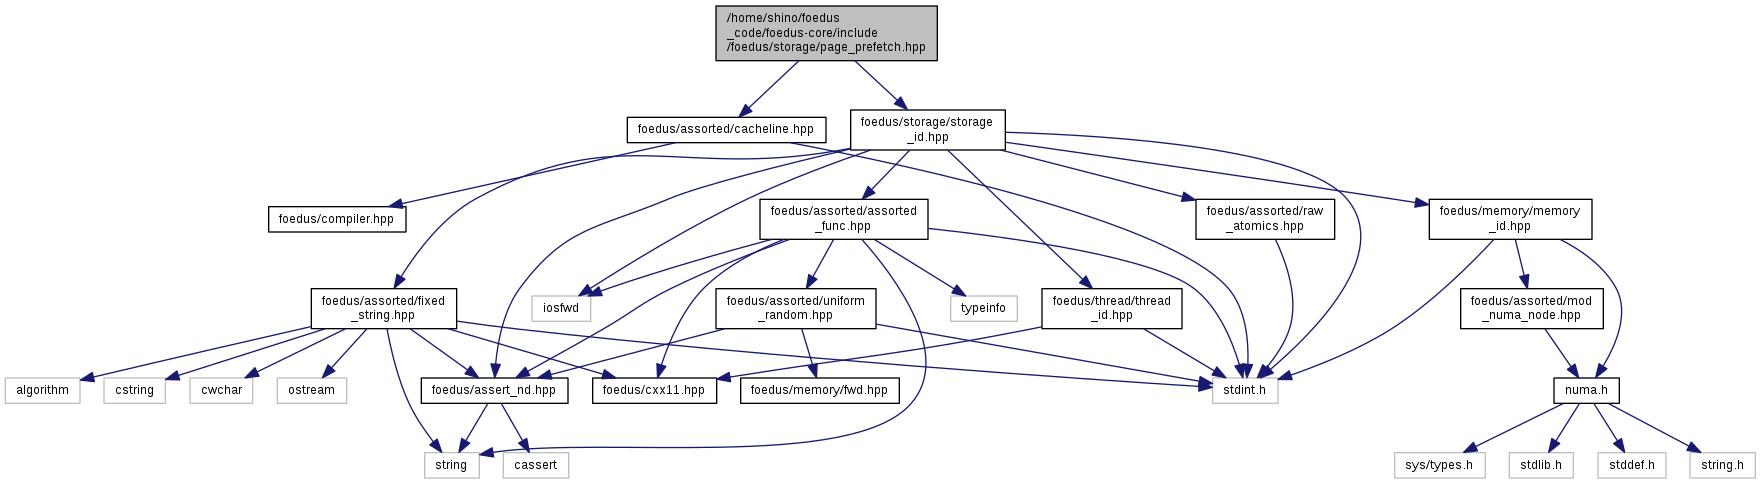 /home/shino/foedus
_code/foedus-core/include
/foedus/storage/page_prefetch.hpp
foedus/assorted/cacheline.hpp
foedus/storage/storage
_id.hpp
foedus/compiler.hpp
foedus/assorted/assorted
_func.hpp
foedus/assorted/raw
_atomics.hpp
foedus/memory/memory
_id.hpp
foedus/assorted/fixed
_string.hpp
iosfwd
foedus/assorted/uniform
_random.hpp
typeinfo
foedus/thread/thread
_id.hpp
foedus/assorted/mod
_numa_node.hpp
algorithm
cstring
cwchar
ostream
foedus/assert_nd.hpp
foedus/cxx11.hpp
foedus/memory/fwd.hpp
stdint.h
numa.h
string
cassert
sys/types.h
stdlib.h
stddef.h
string.h